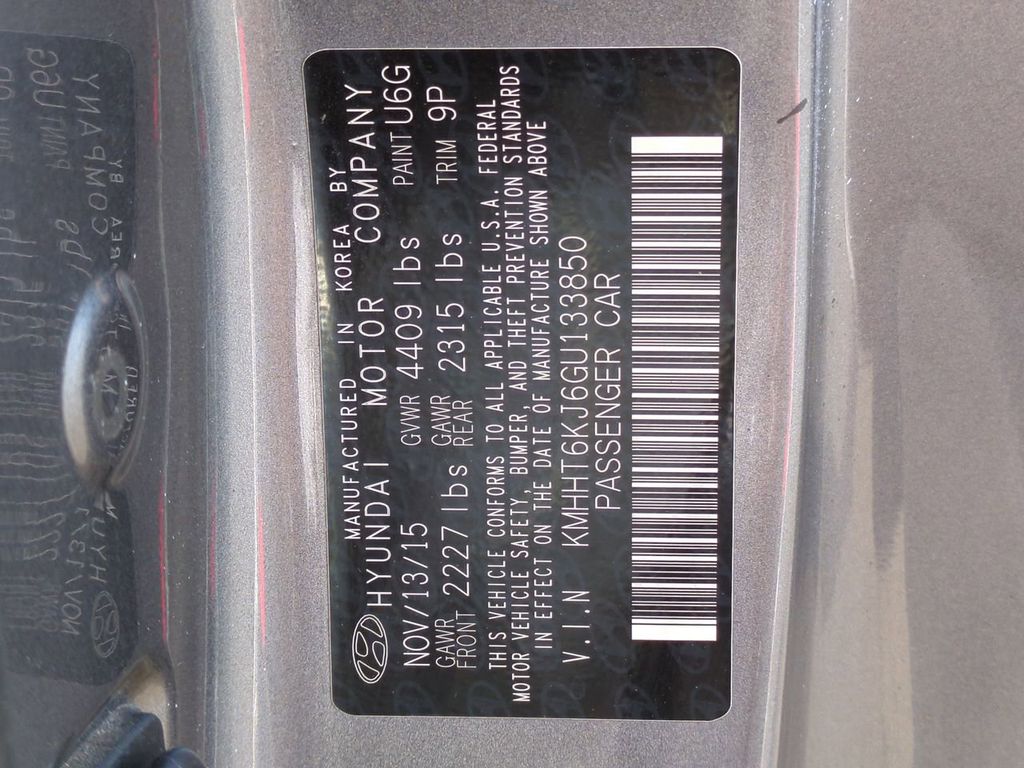 MANUFACTURED IN KOREA BY
HYUNDAI MOTOR COMPANY
NOV/13/15 GVWR 4409 lbs PAINT U6G
GAWR FRONT 2227 lbs GAWR REAR 2315 lbs TRIM 9P
THIS VEHICLE CONFORMS TO ALL APPLICABLE U.S.A. FEDERAL
MOTOR VEHICLE SAFETY, BUMPER, AND THEFT PREVENTION STANDARDS
IN EFFECT ON THE DATE OF MANUFACTURE SHOWN ABOVE
V.I.N KMHHT6KJ6GU133850
PASSENGER CAR